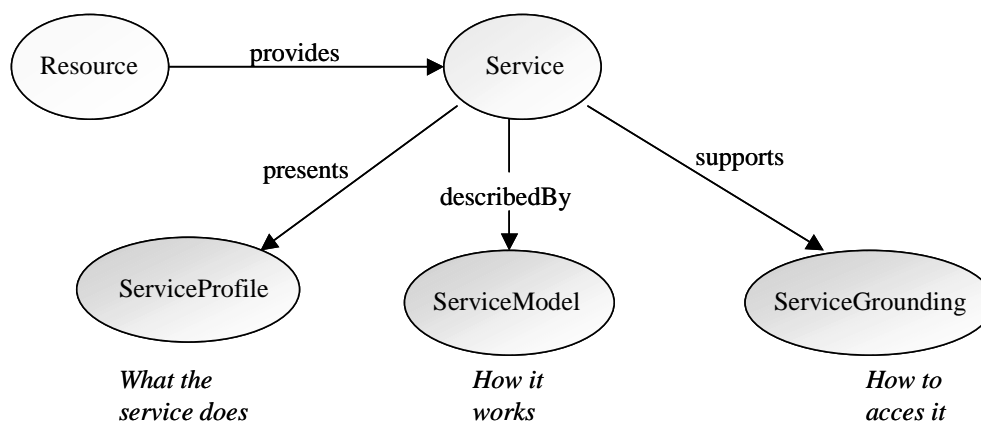 Resource
provides
Service
presents
describedBy
supports
ServiceProfile
ServiceModel
ServiceGrounding
What the
service does
How it
works
How to
acces it